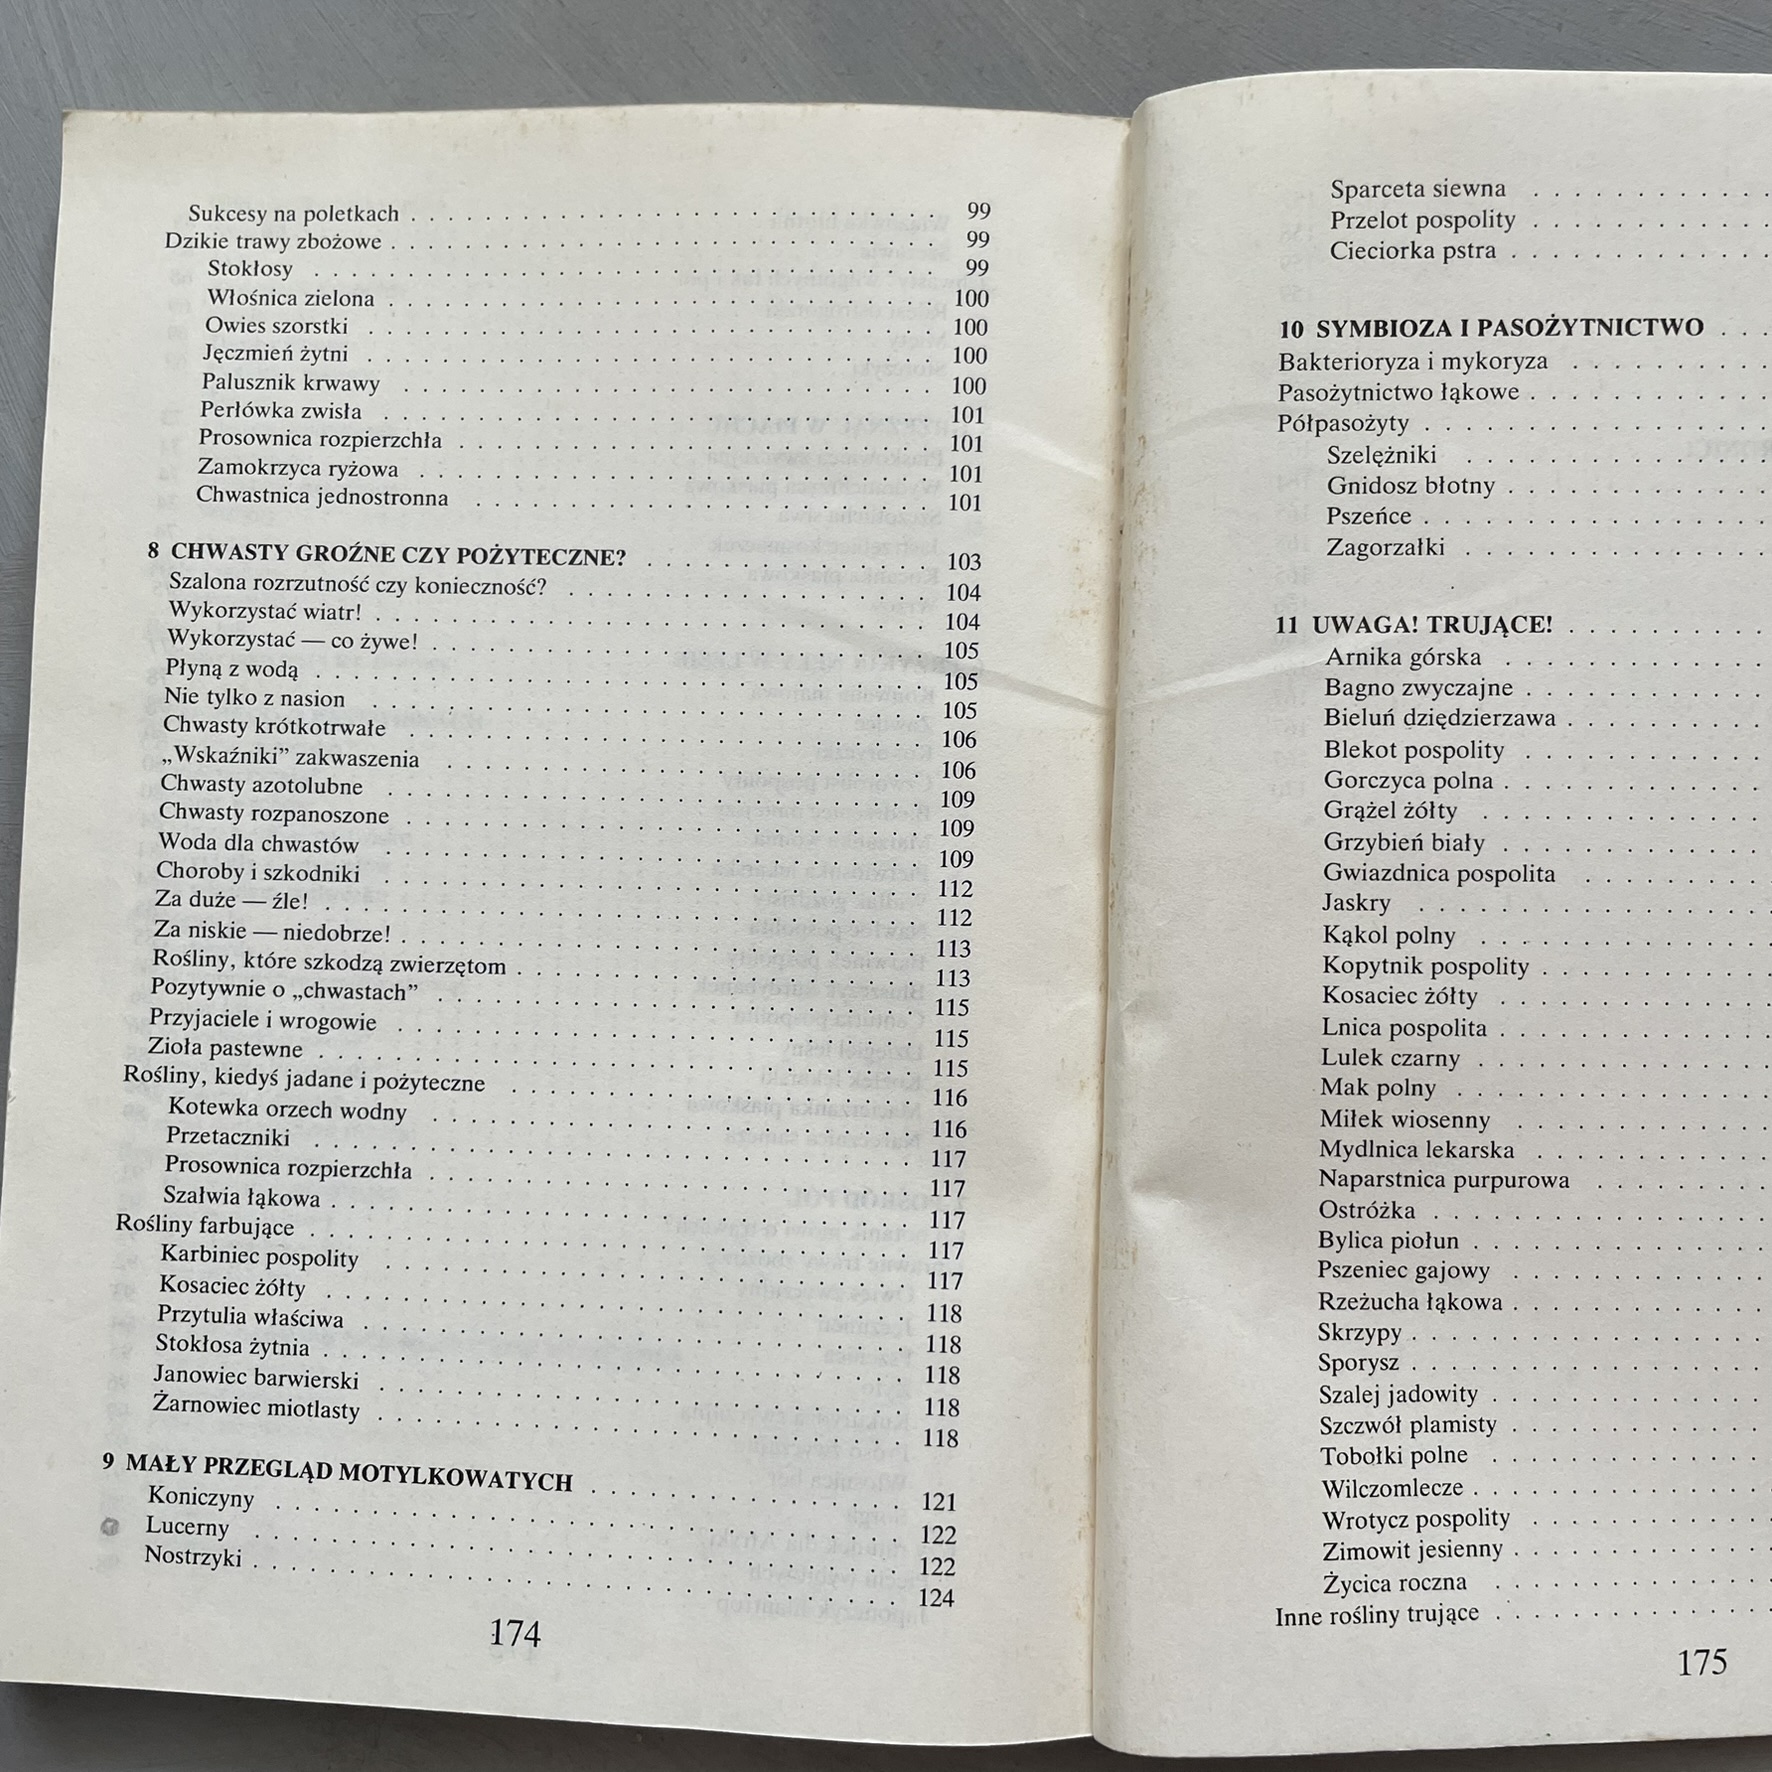 Sukcesy na poletkach . . . . . . . . . . 99
Dzikie trawy zbożowe . . . . . . . . . . 99
Stokłosy . . . . . . . . . . 99
Włośnica zielona . . . . . . . . . . 100
Owies szorstki . . . . . . . . . . 100
Jęczmień żytni . . . . . . . . . . 100
Palusznik krwawy . . . . . . . . . . 100
Perłówka zwisła . . . . . . . . . . 101
Prosownica rozpierzchła . . . . . . . . . . 101
Zamokrzyca ryżowa . . . . . . . . . . 101
Chwastnica jednostronna . . . . . . . . . . 101
8 CHWASTY GROŹNE CZY POŻYTECZNE? . . . . . . . . . . 103
Szalona rozrzutność czy konieczność? . . . . . . . . . . 104
Wykorzystać wiatr! . . . . . . . . . . 104
Wykorzystać — co żywe! . . . . . . . . . . 105
Płyną z wodą . . . . . . . . . . 105
Nie tylko z nasion . . . . . . . . . . 105
Chwasty krótkotrwałe . . . . . . . . . . 106
„Wskaźniki” zakwaszenia . . . . . . . . . . 106
Chwasty azotolubne . . . . . . . . . . 109
Chwasty rozpanoszone . . . . . . . . . . 109
Woda dla chwastów . . . . . . . . . . 109
Choroby i szkodniki . . . . . . . . . . 112
Za duże — źle! . . . . . . . . . . 112
Za niskie — niedobrze! . . . . . . . . . . 113
Rośliny, które szkodzą zwierzętom . . . . . . . . . . 113
Pozytywnie o „chwastach” . . . . . . . . . . 115
Przyjaciele i wrogowie . . . . . . . . . . 115
Zioła pastewne . . . . . . . . . . 115
Rośliny, kiedyś jadane i pożyteczne . . . . . . . . . . 116
Kotewka orzech wodny . . . . . . . . . . 116
Przetaczniki . . . . . . . . . . 117
Prosownica rozpierzchła . . . . . . . . . . 117
Szałwia łąkowa . . . . . . . . . . 117
Rośliny farbujące . . . . . . . . . . 117
Karbiniec pospolity . . . . . . . . . . 117
Kosaciec żółty . . . . . . . . . . 118
Przytulia właściwa . . . . . . . . . . 118
Stokłosa żytnia . . . . . . . . . . 118
Janowiec barwierski . . . . . . . . . . 118
Żarnowiec miotlasty . . . . . . . . . . 118
9 MAŁY PRZEGLĄD MOTYLKOWATYCH . . . . . . . . . . 121
Koniczyny . . . . . . . . . . 122
Lucerny . . . . . . . . . . 122
Nostrzyki . . . . . . . . . . 124
174
Sparceta siewna . . . . . . . . . .
Przelot pospolity . . . . . . . . . .
Cieciorka pstra . . . . . . . . . .
10 SYMBIOZA I PASOŻYTNICTWO . . .
Bakterioryza i mykoryza . . . . . . . . . .
Pasożytnictwo łąkowe . . . . . . . . . .
Półpasożyty . . . . . . . . . .
Szelężniki . . . . . . . . . .
Gnidosz błotny . . . . . . . . . .
Pszeńce . . . . . . . . . .
Zagorzałki . . . . . . . . . .
11 UWAGA! TRUJĄCE! . . . . . . . . . .
Arnika górska . . . . . . . . . .
Bagno zwyczajne . . . . . . . . . .
Bieluń dziędzierzawa . . . . . . . . . .
Blekot pospolity . . . . . . . . . .
Gorczyca polna . . . . . . . . . .
Grążel żółty . . . . . . . . . .
Grzybień biały . . . . . . . . . .
Gwiazdnica pospolita . . . . . . . . . .
Jaskry . . . . . . . . . .
Kąkol polny . . . . . . . . . .
Kopytnik pospolity . . . . . . . . . .
Kosaciec żółty . . . . . . . . . .
Lnica pospolita . . . . . . . . . .
Lulek czarny . . . . . . . . . .
Mak polny . . . . . . . . . .
Miłek wiosenny . . . . . . . . . .
Mydlnica lekarska . . . . . . . . . .
Naparstnica purpurowa . . . . . . . . . .
Ostróżka . . . . . . . . . .
Bylica piołun . . . . . . . . . .
Pszeniec gajowy . . . . . . . . . .
Rzeżucha łąkowa . . . . . . . . . .
Skrzypy . . . . . . . . . .
Sporysz . . . . . . . . . .
Szalej jadowity . . . . . . . . . .
Szczwół plamisty . . . . . . . . . .
Tobołki polne . . . . . . . . . .
Wilczomlecze . . . . . . . . . .
Wrotycz pospolity . . . . . . . . . .
Zimowit jesienny . . . . . . . . . .
Życica roczna . . . . . . . . . .
Inne rośliny trujące . . . . . . . . . .
175